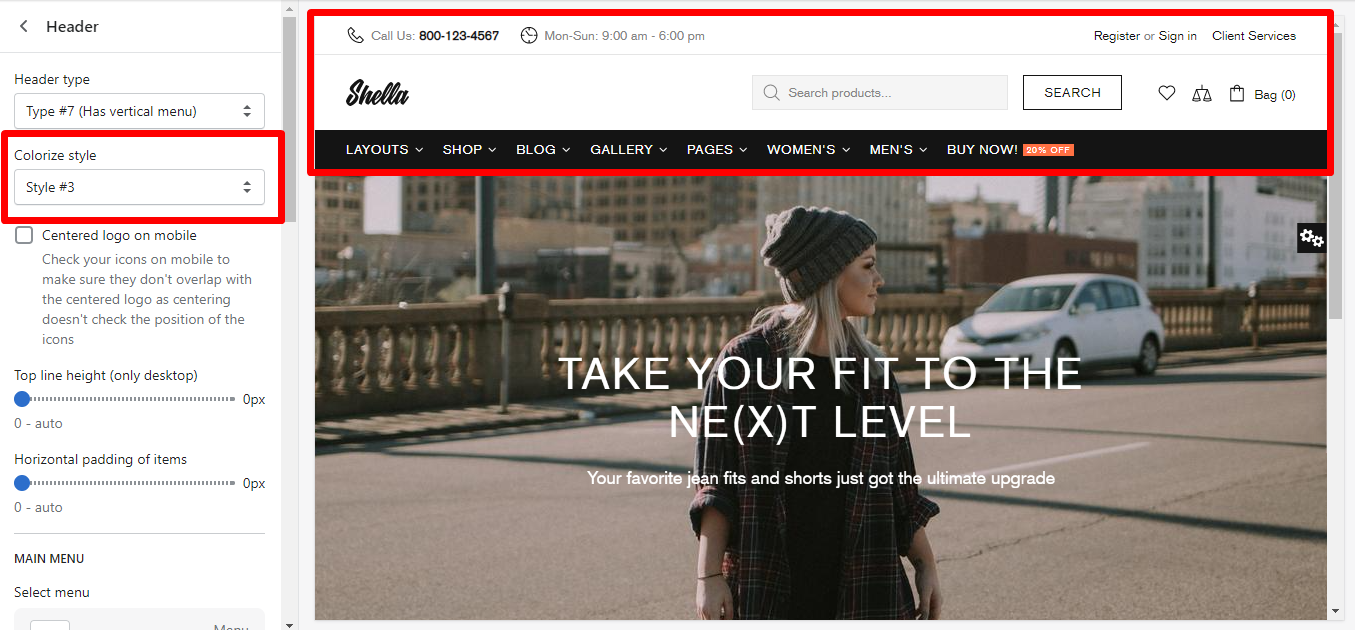 Header
Header type
Type #7 (Has vertical menu)
Colorize style
Style #3
Centered logo on mobile
Check your icons on mobile to
make sure they don't overlap with
the centered logo as centering
doesn't check the position of the
icons
Top line height (only desktop)
0px
0 - auto
Horizontal padding of items
0px
0 - auto
MAIN MENU
Select menu
Menu
Call Us: 800-123-4567 Mon-Sun: 9:00 am - 6:00 pm Register or Sign in Client Services
Shella Search products... SEARCH Bag (0)
LAYOUTS SHOP BLOG GALLERY PAGES WOMEN'S MEN'S BUY NOW! 20% OFF
TAKE YOUR FIT TO THE
NE(X)T LEVEL
Your favorite jean fits and shorts just got the ultimate upgrade